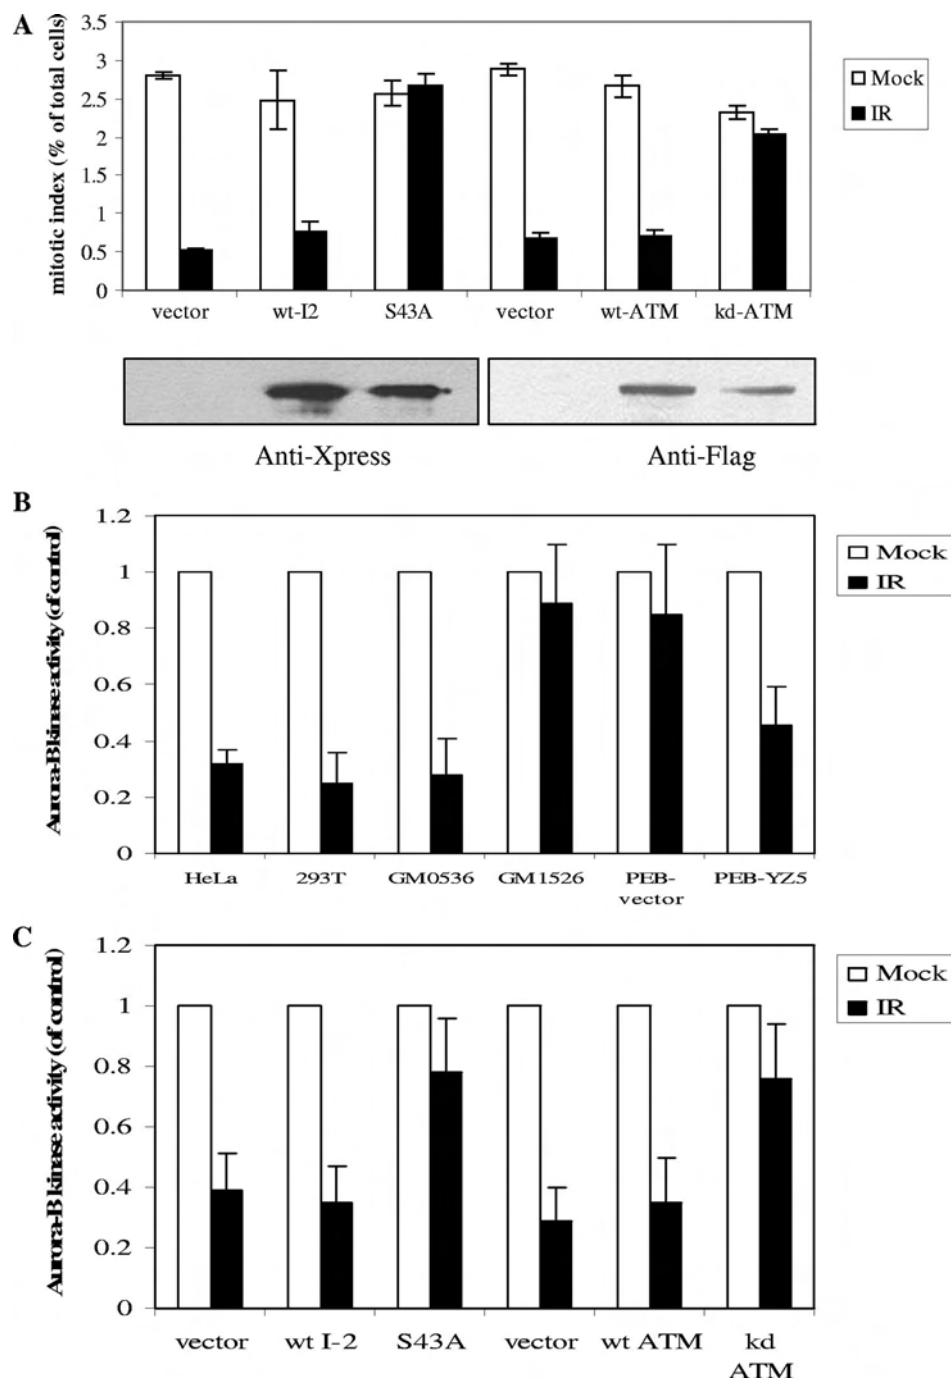 A
mitotic index (% of total cells)
3.5
3
2.5
2
1.5
1
0.5
0
vector wt-I2 S43A vector wt-ATM kd-ATM
Mock
IR
Anti-Xpress Anti-Flag
B
Aurora-B kinase activity (of control)
1.2
1
0.8
0.6
0.4
0.2
0
HeLa 293T GM0536 GM1526 PEB-vector PEB-YZ5
Mock
IR
C
Aurora-B kinase activity (of control)
1.2
1
0.8
0.6
0.4
0.2
0
vector wt I-2 S43A vector wt ATM kd
ATM
Mock
IR